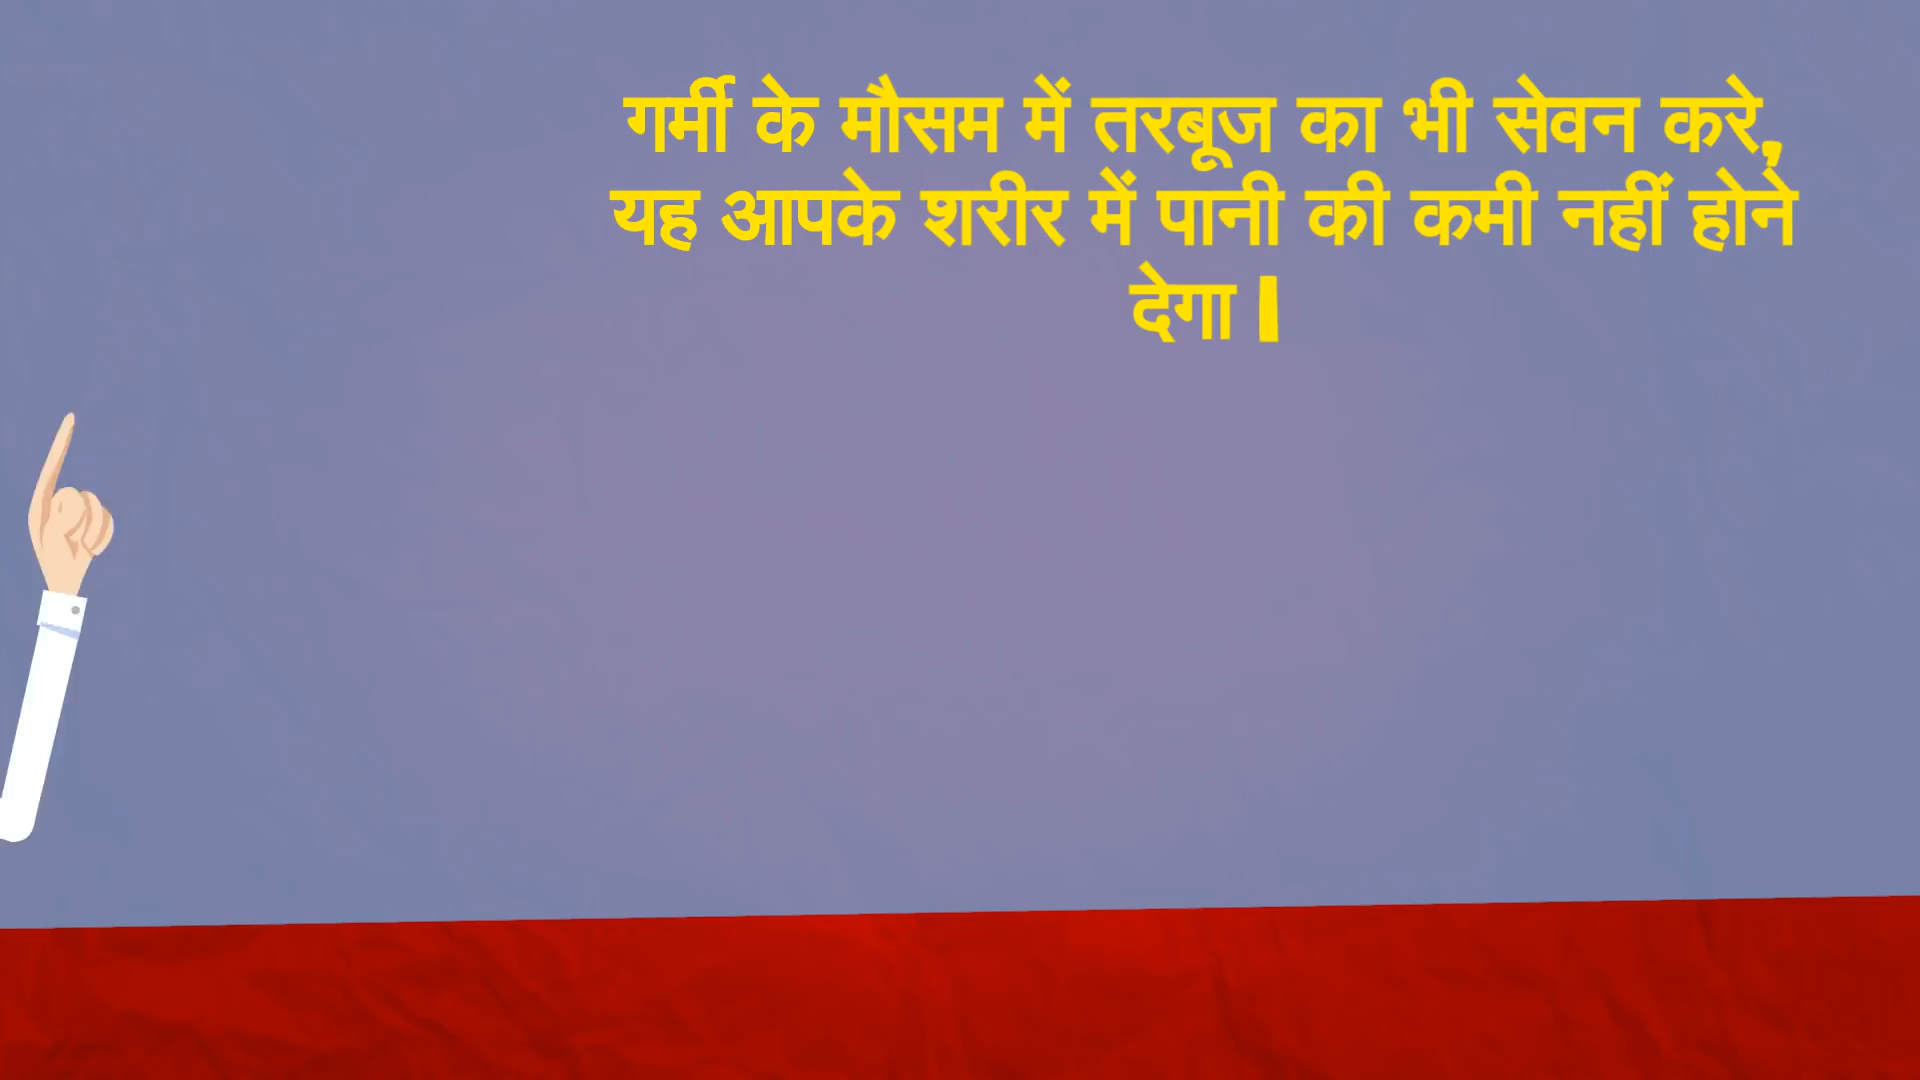 गर्मी के मौसम में तरबूज का भी सेवन करे,
यह आपके शरीर में पानी की कमी नहीं होने
देगा |